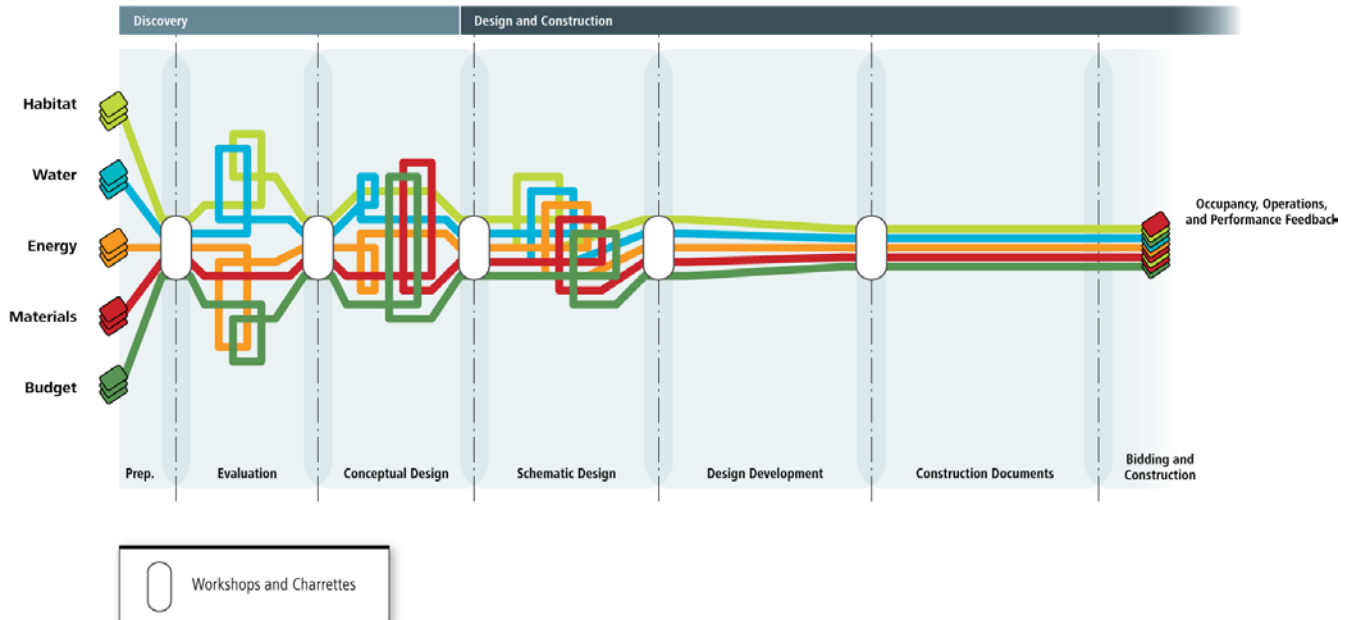 Discovery
Design and Construction
Habitat
Water
Energy
Materials
Budget
Occupancy, Operations,
and Performance Feedback
Prep.
Evaluation
Conceptual Design
Schematic Design
Design Development
Construction Documents
Bidding and
Construction
Workshops and Charrettes